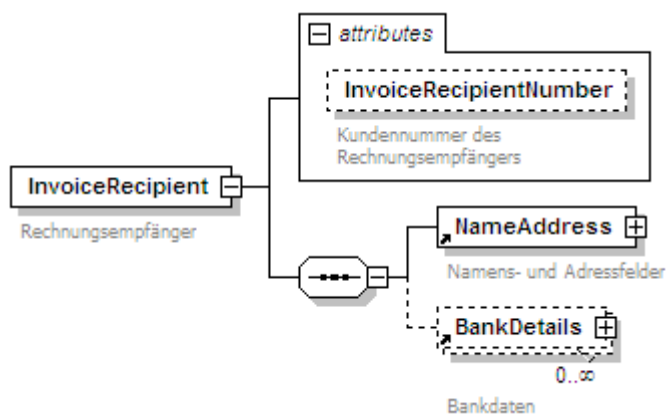 attributes
InvoiceRecipientNumber
Kundennummer des
Rechnungsempfängers
InvoiceRecipient
Rechnungsempfänger
NameAddress
Namens- und Adressfelder
BankDetails
0..∞
Bankdaten